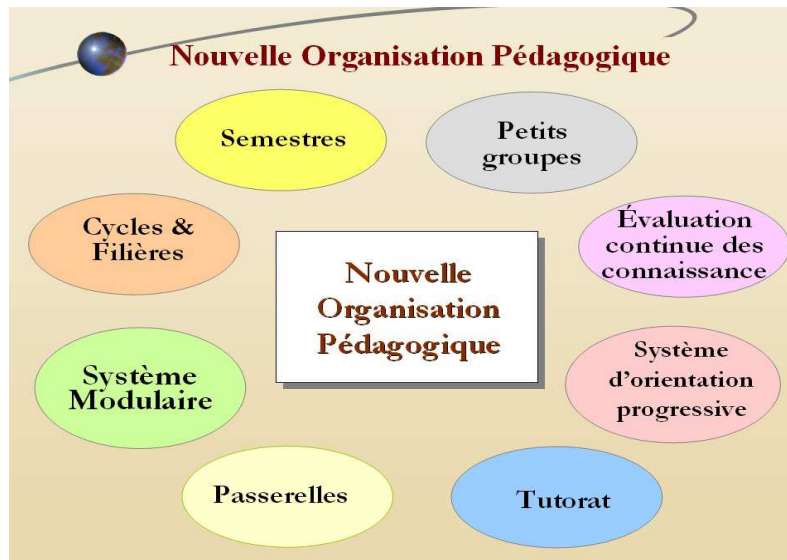 Nouvelle Organisation Pédagogique
Semestres
Petits
groupes
Cycles &
Filières
Évaluation
continue des
connaissance
Nouvelle
Organisation
Pédagogique
Système
Modulaire
Système
d'orientation
progressive
Passerelles
Tutorat